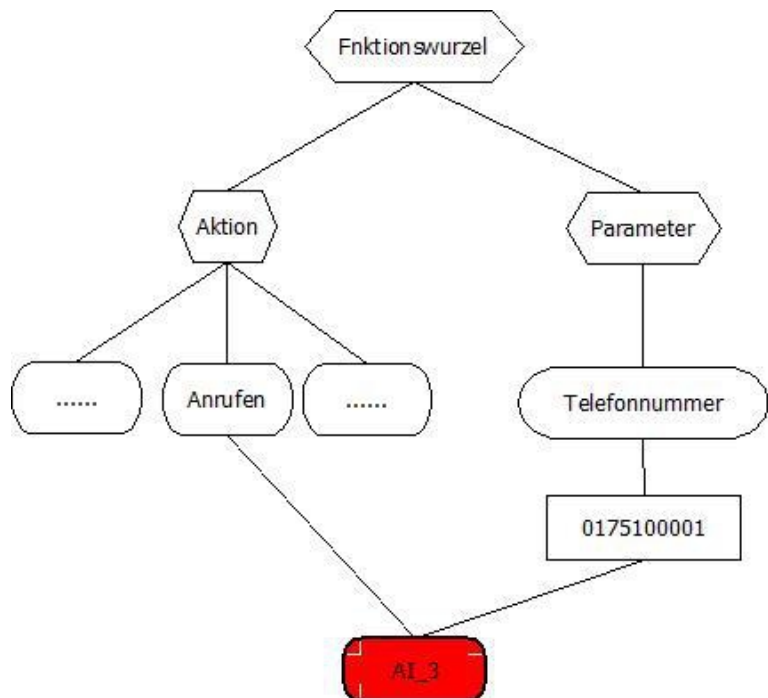 Fnktionswurzel
Aktion
Parameter
......
Anrufen
......
Telefonnummer
0175100001
AI_3